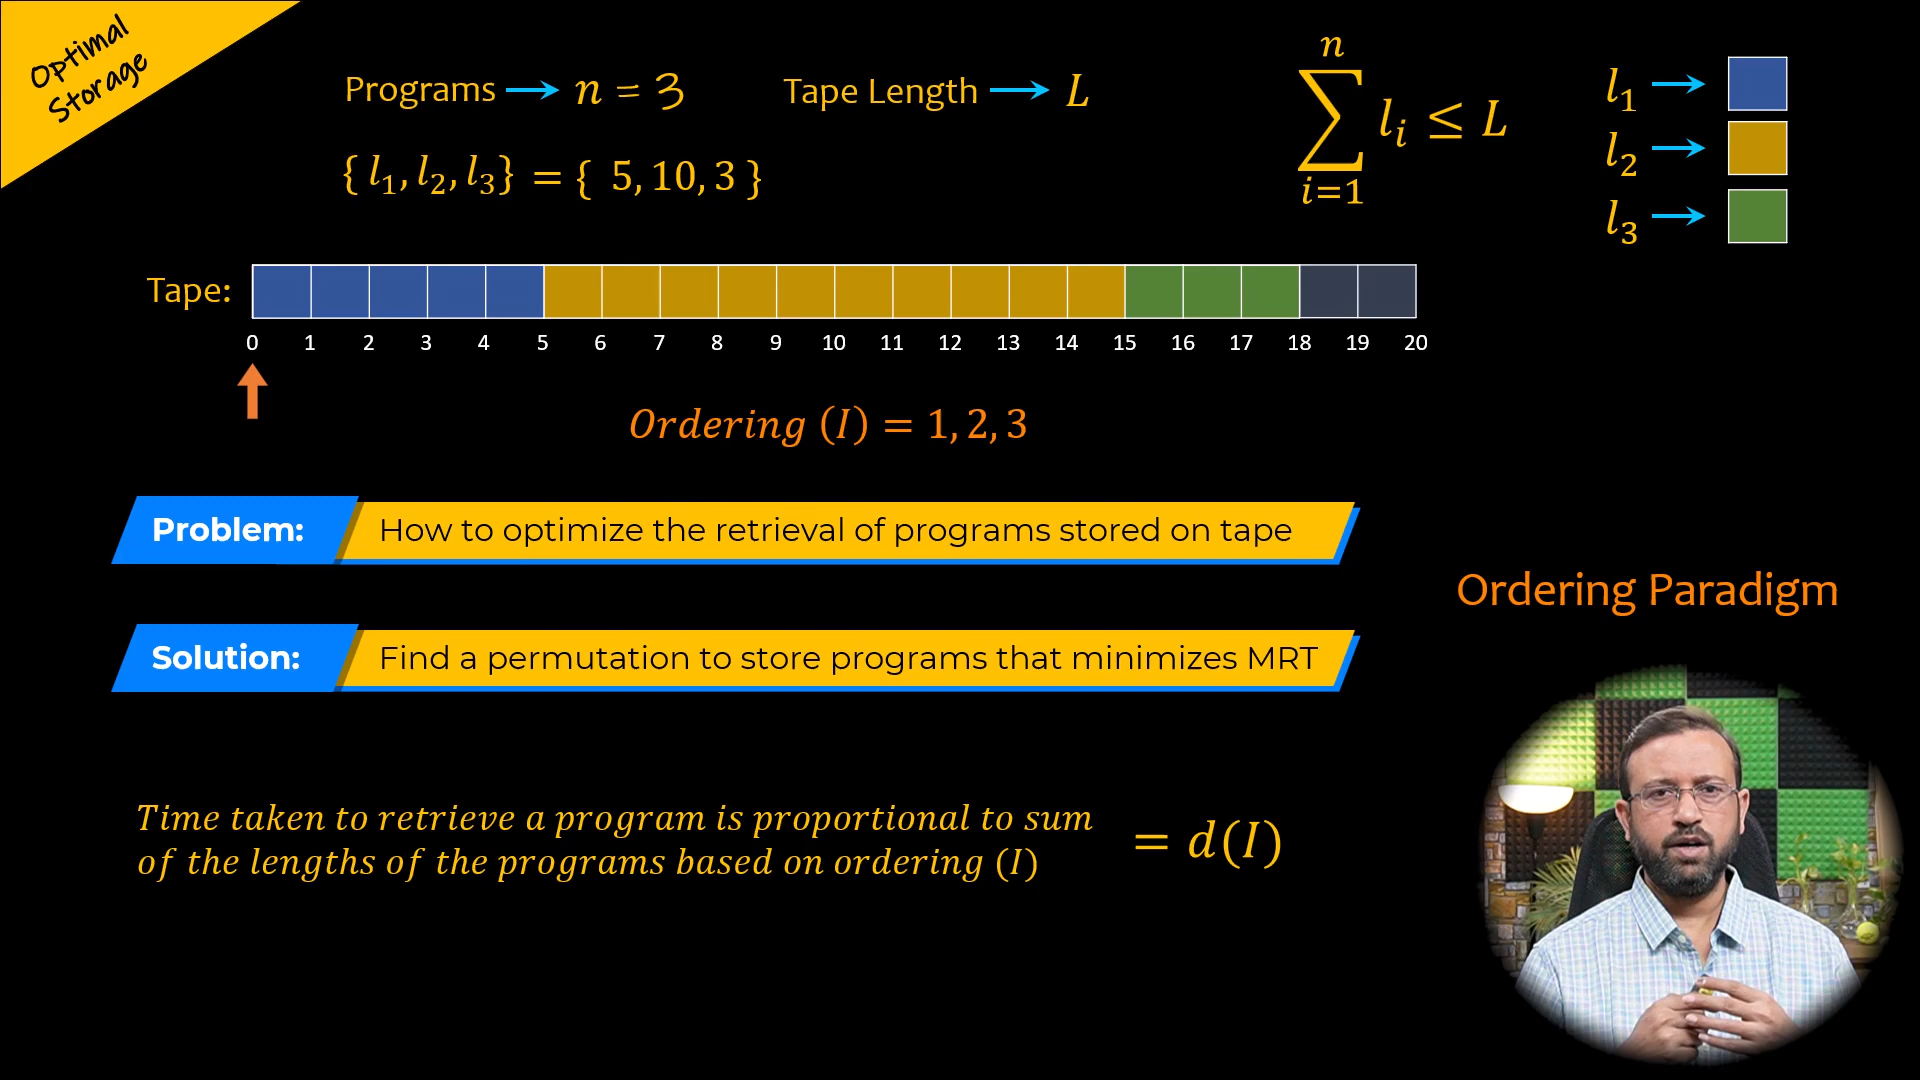 Optimal
Storage
Programs → n = 3
Tape Length → L
{ l₁, l₂, l₃ } = { 5, 10, 3 }
n
∑ lᵢ ≤ L
i=1
l₁ →
l₂ →
l₃ →
Tape:
0 1 2 3 4 5 6 7 8 9 10 11 12 13 14 15 16 17 18 19 20
Ordering (I) = 1, 2, 3
Problem: How to optimize the retrieval of programs stored on tape
Ordering Paradigm
Solution: Find a permutation to store programs that minimizes MRT
Time taken to retrieve a program is proportional to sum
of the lengths of the programs based on ordering (I)
= d(I)